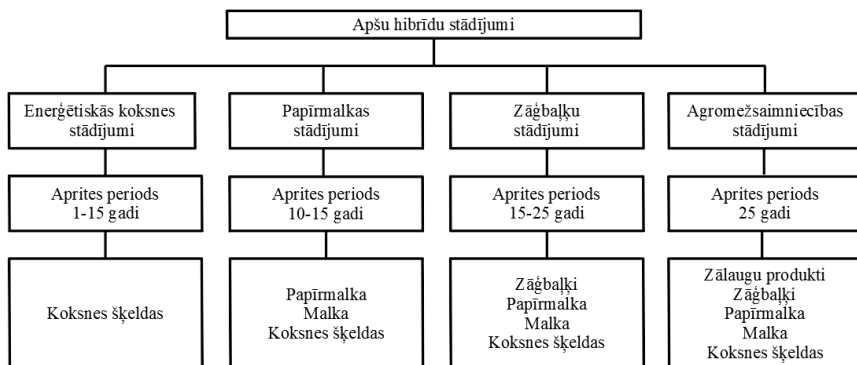 Apšu hibrīdu stādījumi
Enerģētiskās koksnes
stādījumi
Papīrmalkas
stādījumi
Zāģbaļķu
stādījumi
Agromežsaimniecības
stādījumi
Aprites periods
1-15 gadi
Aprites periods
10-15 gadi
Aprites periods
15-25 gadi
Aprites periods
25 gadi
Koksnes šķeldas
Papīrmalka
Malka
Koksnes šķeldas
Zāģbaļķi
Papīrmalka
Malka
Koksnes šķeldas
Zālaugu produkti
Zāģbaļķi
Papīrmalka
Malka
Koksnes šķeldas